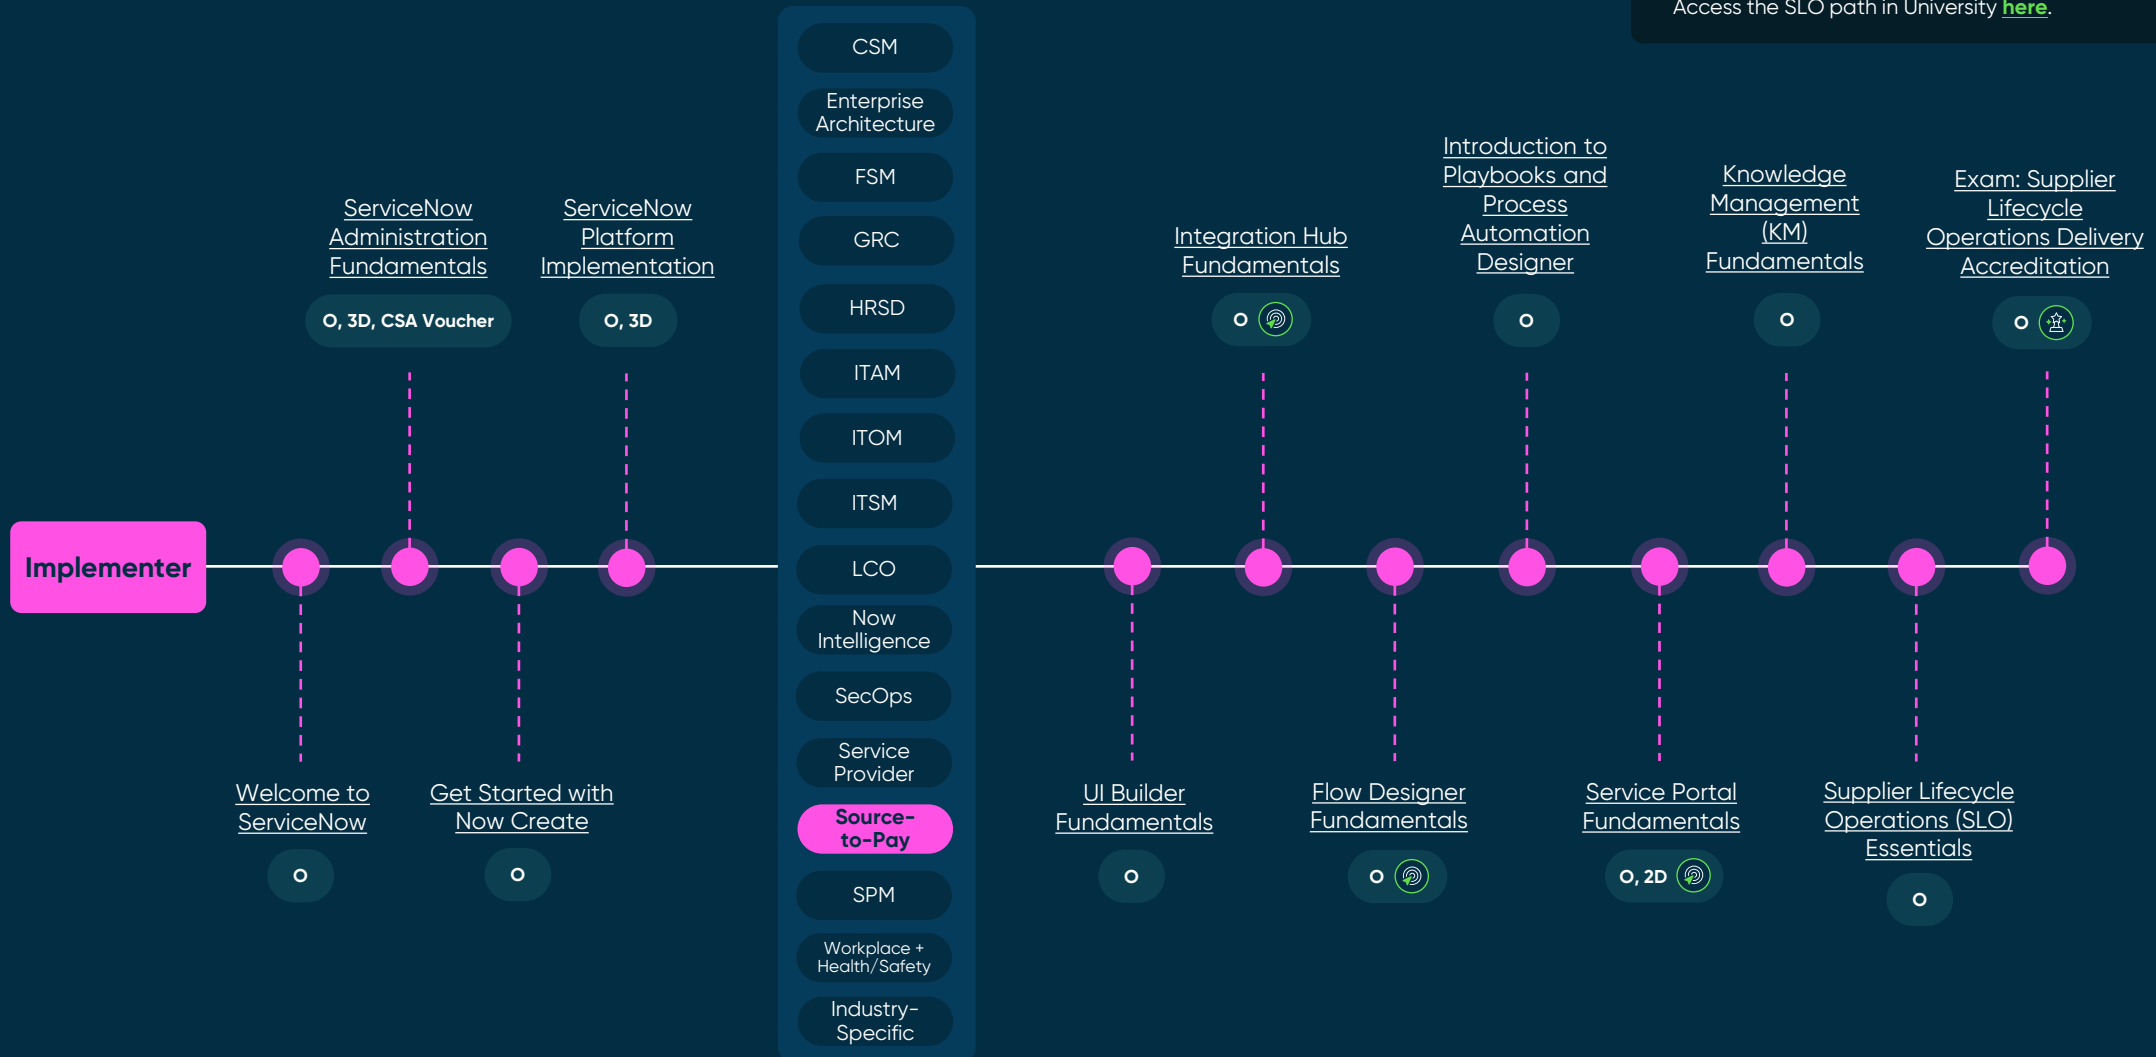 Access the SLO path in University here.
CSM
Enterprise
Architecture
FSM
GRC
HRSD
ITAM
ITOM
ITSM
LCO
Now
Intelligence
SecOps
Service
Provider
Source-
to-Pay
SPM
Workplace +
Health/Safety
Industry-
Specific
Implementer
Welcome to
ServiceNow
O
ServiceNow
Administration
Fundamentals
O, 3D, CSA Voucher
Get Started with
Now Create
O
ServiceNow
Platform
Implementation
O, 3D
UI Builder
Fundamentals
O
Integration Hub
Fundamentals
O
Flow Designer
Fundamentals
O
Introduction to
Playbooks and
Process
Automation
Designer
O
Service Portal
Fundamentals
O, 2D
Knowledge
Management
(KM)
Fundamentals
O
Supplier Lifecycle
Operations (SLO)
Essentials
O
Exam: Supplier
Lifecycle
Operations Delivery
Accreditation
O